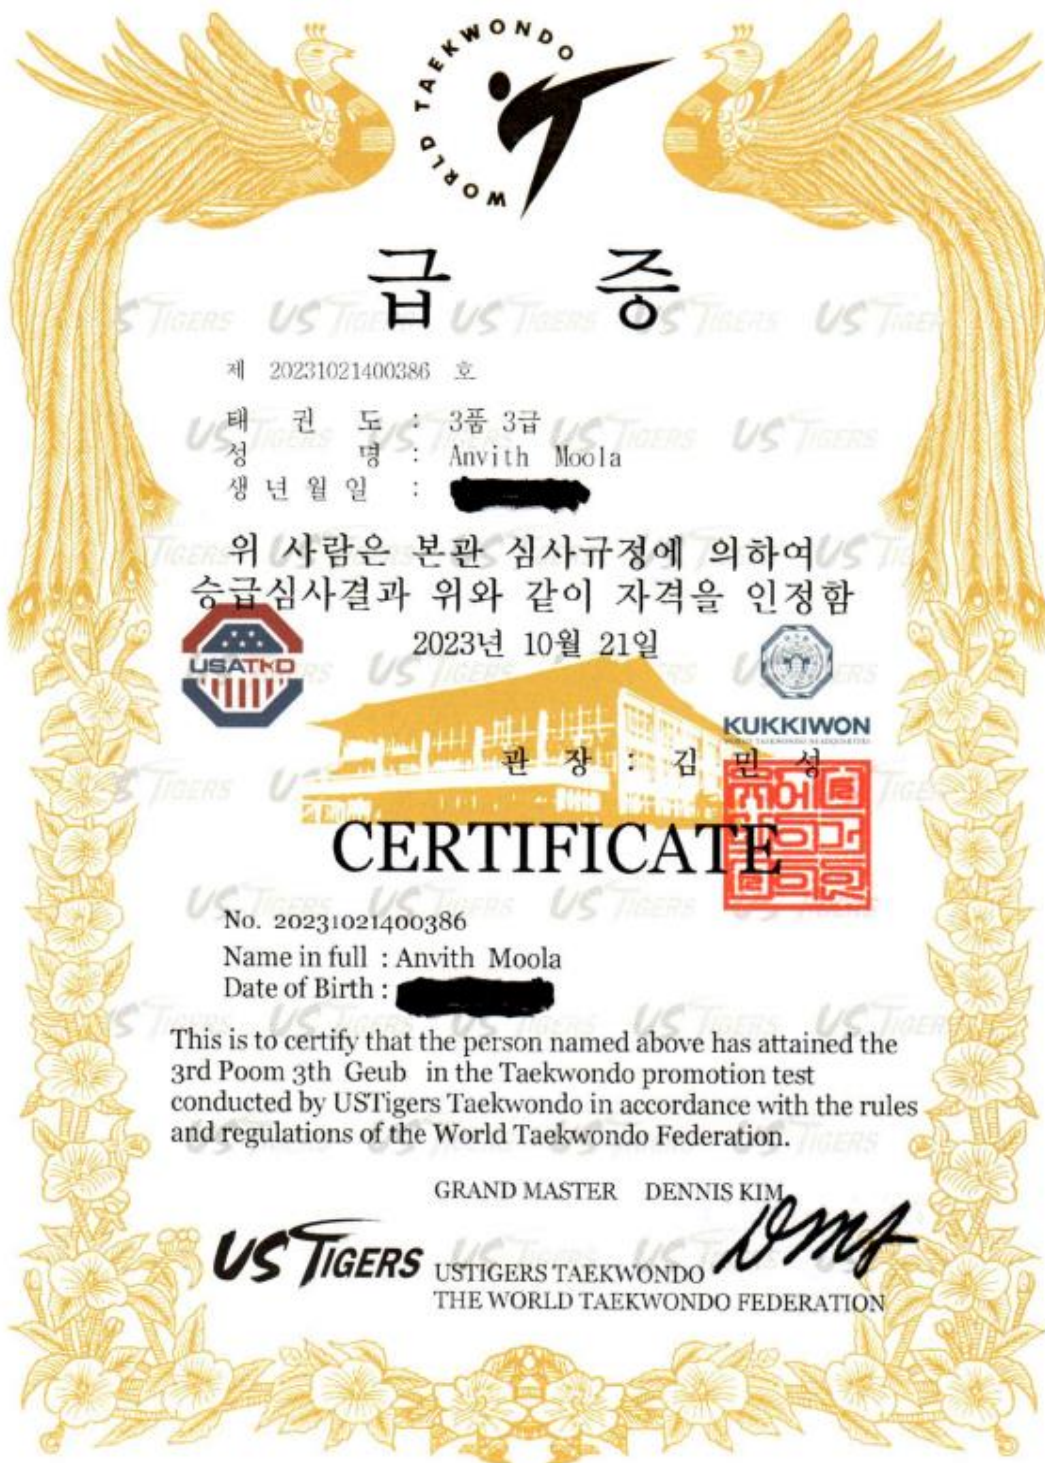 WORLD TAEKWONDO
급 증
제 20231021400386 호
태 권 도 : 3품 3급
성 명 : Anvith Moola
생 년 월 일 :
위 사람은 본관 심사규정에 의하여
승급심사결과 위와 같이 자격을 인정함
2023년 10월 21일
USATKD
KUKKIWON
WORLD TAEKWONDO HEADQUARTERS
관 장 : 김 민 성
CERTIFICATE
No. 20231021400386
Name in full : Anvith Moola
Date of Birth :
This is to certify that the person named above has attained the
3rd Poom 3th Geub in the Taekwondo promotion test
conducted by USTigers Taekwondo in accordance with the rules
and regulations of the World Taekwondo Federation.
GRAND MASTER DENNIS KIM
US TIGERS
USTIGERS TAEKWONDO
THE WORLD TAEKWONDO FEDERATION